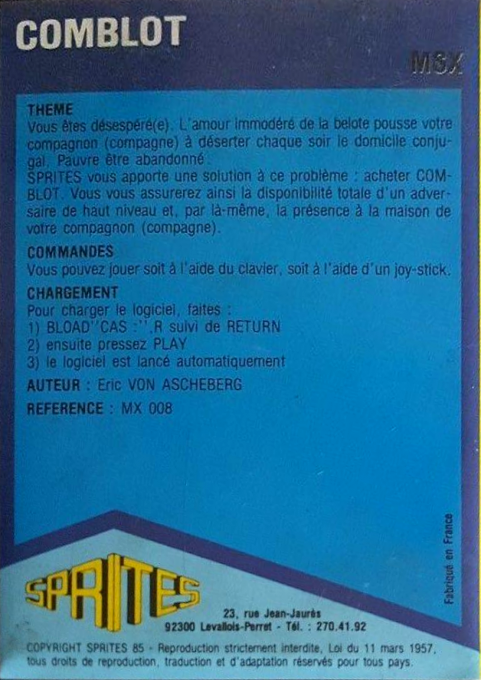 COMBLOT
MSX
THEME
Vous êtes désespéré(e). L'amour immodéré de la belote pousse votre
compagnon (compagne) à déserter chaque soir le domicile conju-
gal. Pauvre être abandonné.
SPRITES vous apporte une solution à ce problème : acheter COM-
BLOT. Vous vous assurerez ainsi la disponibilité totale d'un adver-
saire de haut niveau et, par là-même, la présence à la maison de
votre compagnon (compagne).
COMMANDES
Vous pouvez jouer soit à l'aide du clavier, soit à l'aide d'un joy-stick.
CHARGEMENT
Pour charger le logiciel, faites :
1) BLOAD''CAS :''.R suivi de RETURN
2) ensuite pressez PLAY
3) le logiciel est lancé automatiquement
AUTEUR : Eric VON ASCHEBERG
REFERENCE : MX 008
Fabriqué en France
SPRITES
23, rue Jean-Jaurès
92300 Levallois-Perret - Tél. : 270.41.92
COPYRIGHT SPRITES 85 - Reproduction strictement interdite, Loi du 11 mars 1957,
tous droits de reproduction, traduction et d'adaptation réservés pour tous pays.